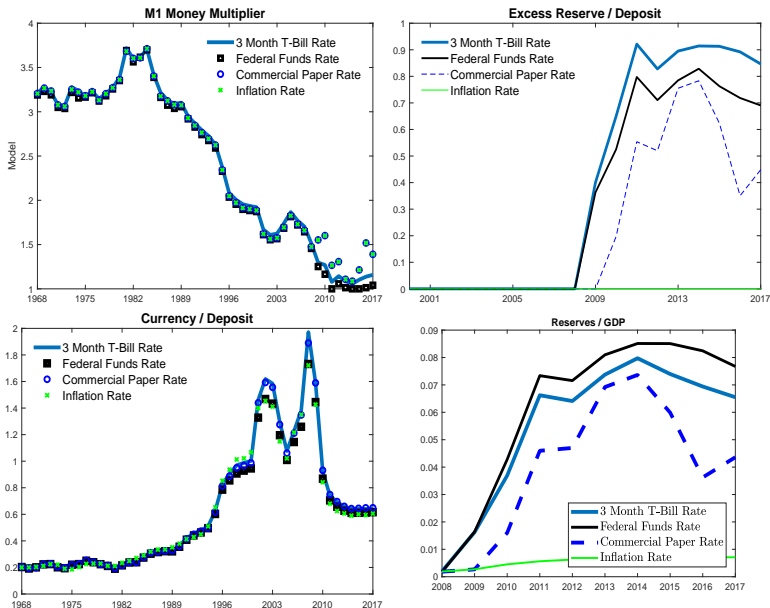 M1 Money Multiplier
4
3.5
3
2.5
2
1.5
1
Model
3 Month T-Bill Rate
Federal Funds Rate
Commercial Paper Rate
Inflation Rate
1968 1975 1982 1989 1996 2003 2010 2017
Excess Reserve / Deposit
1
0.9
0.8
0.7
0.6
0.5
0.4
0.3
0.2
0.1
0
3 Month T-Bill Rate
Federal Funds Rate
Commercial Paper Rate
Inflation Rate
2001 2005 2009 2013 2017
Currency / Deposit
2
1.8
1.6
1.4
1.2
1
0.8
0.6
0.4
0.2
0
3 Month T-Bill Rate
Federal Funds Rate
Commercial Paper Rate
Inflation Rate
1968 1975 1982 1989 1996 2003 2010 2017
Reserves / GDP
0.09
0.08
0.07
0.06
0.05
0.04
0.03
0.02
0.01
0
3 Month T-Bill Rate
Federal Funds Rate
Commercial Paper Rate
Inflation Rate
2008 2009 2010 2011 2012 2013 2014 2015 2016 2017